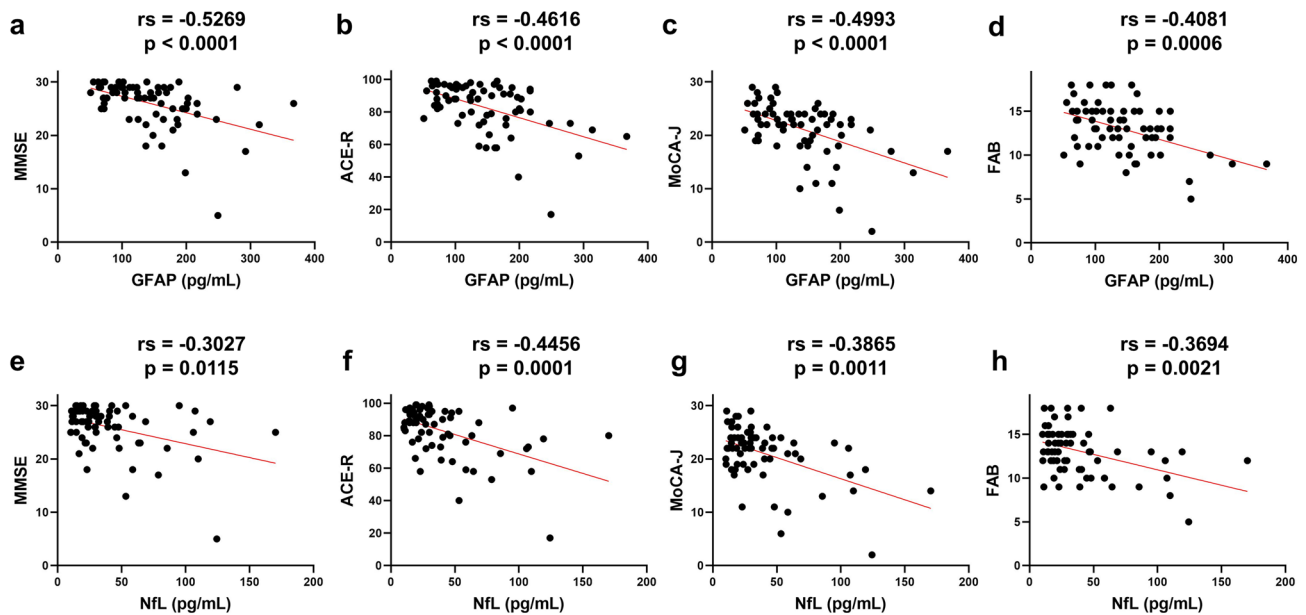 a
rs = -0.5269
p < 0.0001
MMSE
30
20
10
0
0 100 200 300 400
GFAP (pg/mL)
b
rs = -0.4616
p < 0.0001
ACE-R
100
80
60
40
20
0
0 100 200 300 400
GFAP (pg/mL)
c
rs = -0.4993
p < 0.0001
MoCA-J
30
20
10
0
0 100 200 300 400
GFAP (pg/mL)
d
rs = -0.4081
p = 0.0006
FAB
15
10
5
0
0 100 200 300 400
GFAP (pg/mL)
e
rs = -0.3027
p = 0.0115
MMSE
30
20
10
0
0 50 100 150 200
NfL (pg/mL)
f
rs = -0.4456
p = 0.0001
ACE-R
100
80
60
40
20
0
0 50 100 150 200
NfL (pg/mL)
g
rs = -0.3865
p = 0.0011
MoCA-J
30
20
10
0
0 50 100 150 200
NfL (pg/mL)
h
rs = -0.3694
p = 0.0021
FAB
15
10
5
0
0 50 100 150 200
NfL (pg/mL)